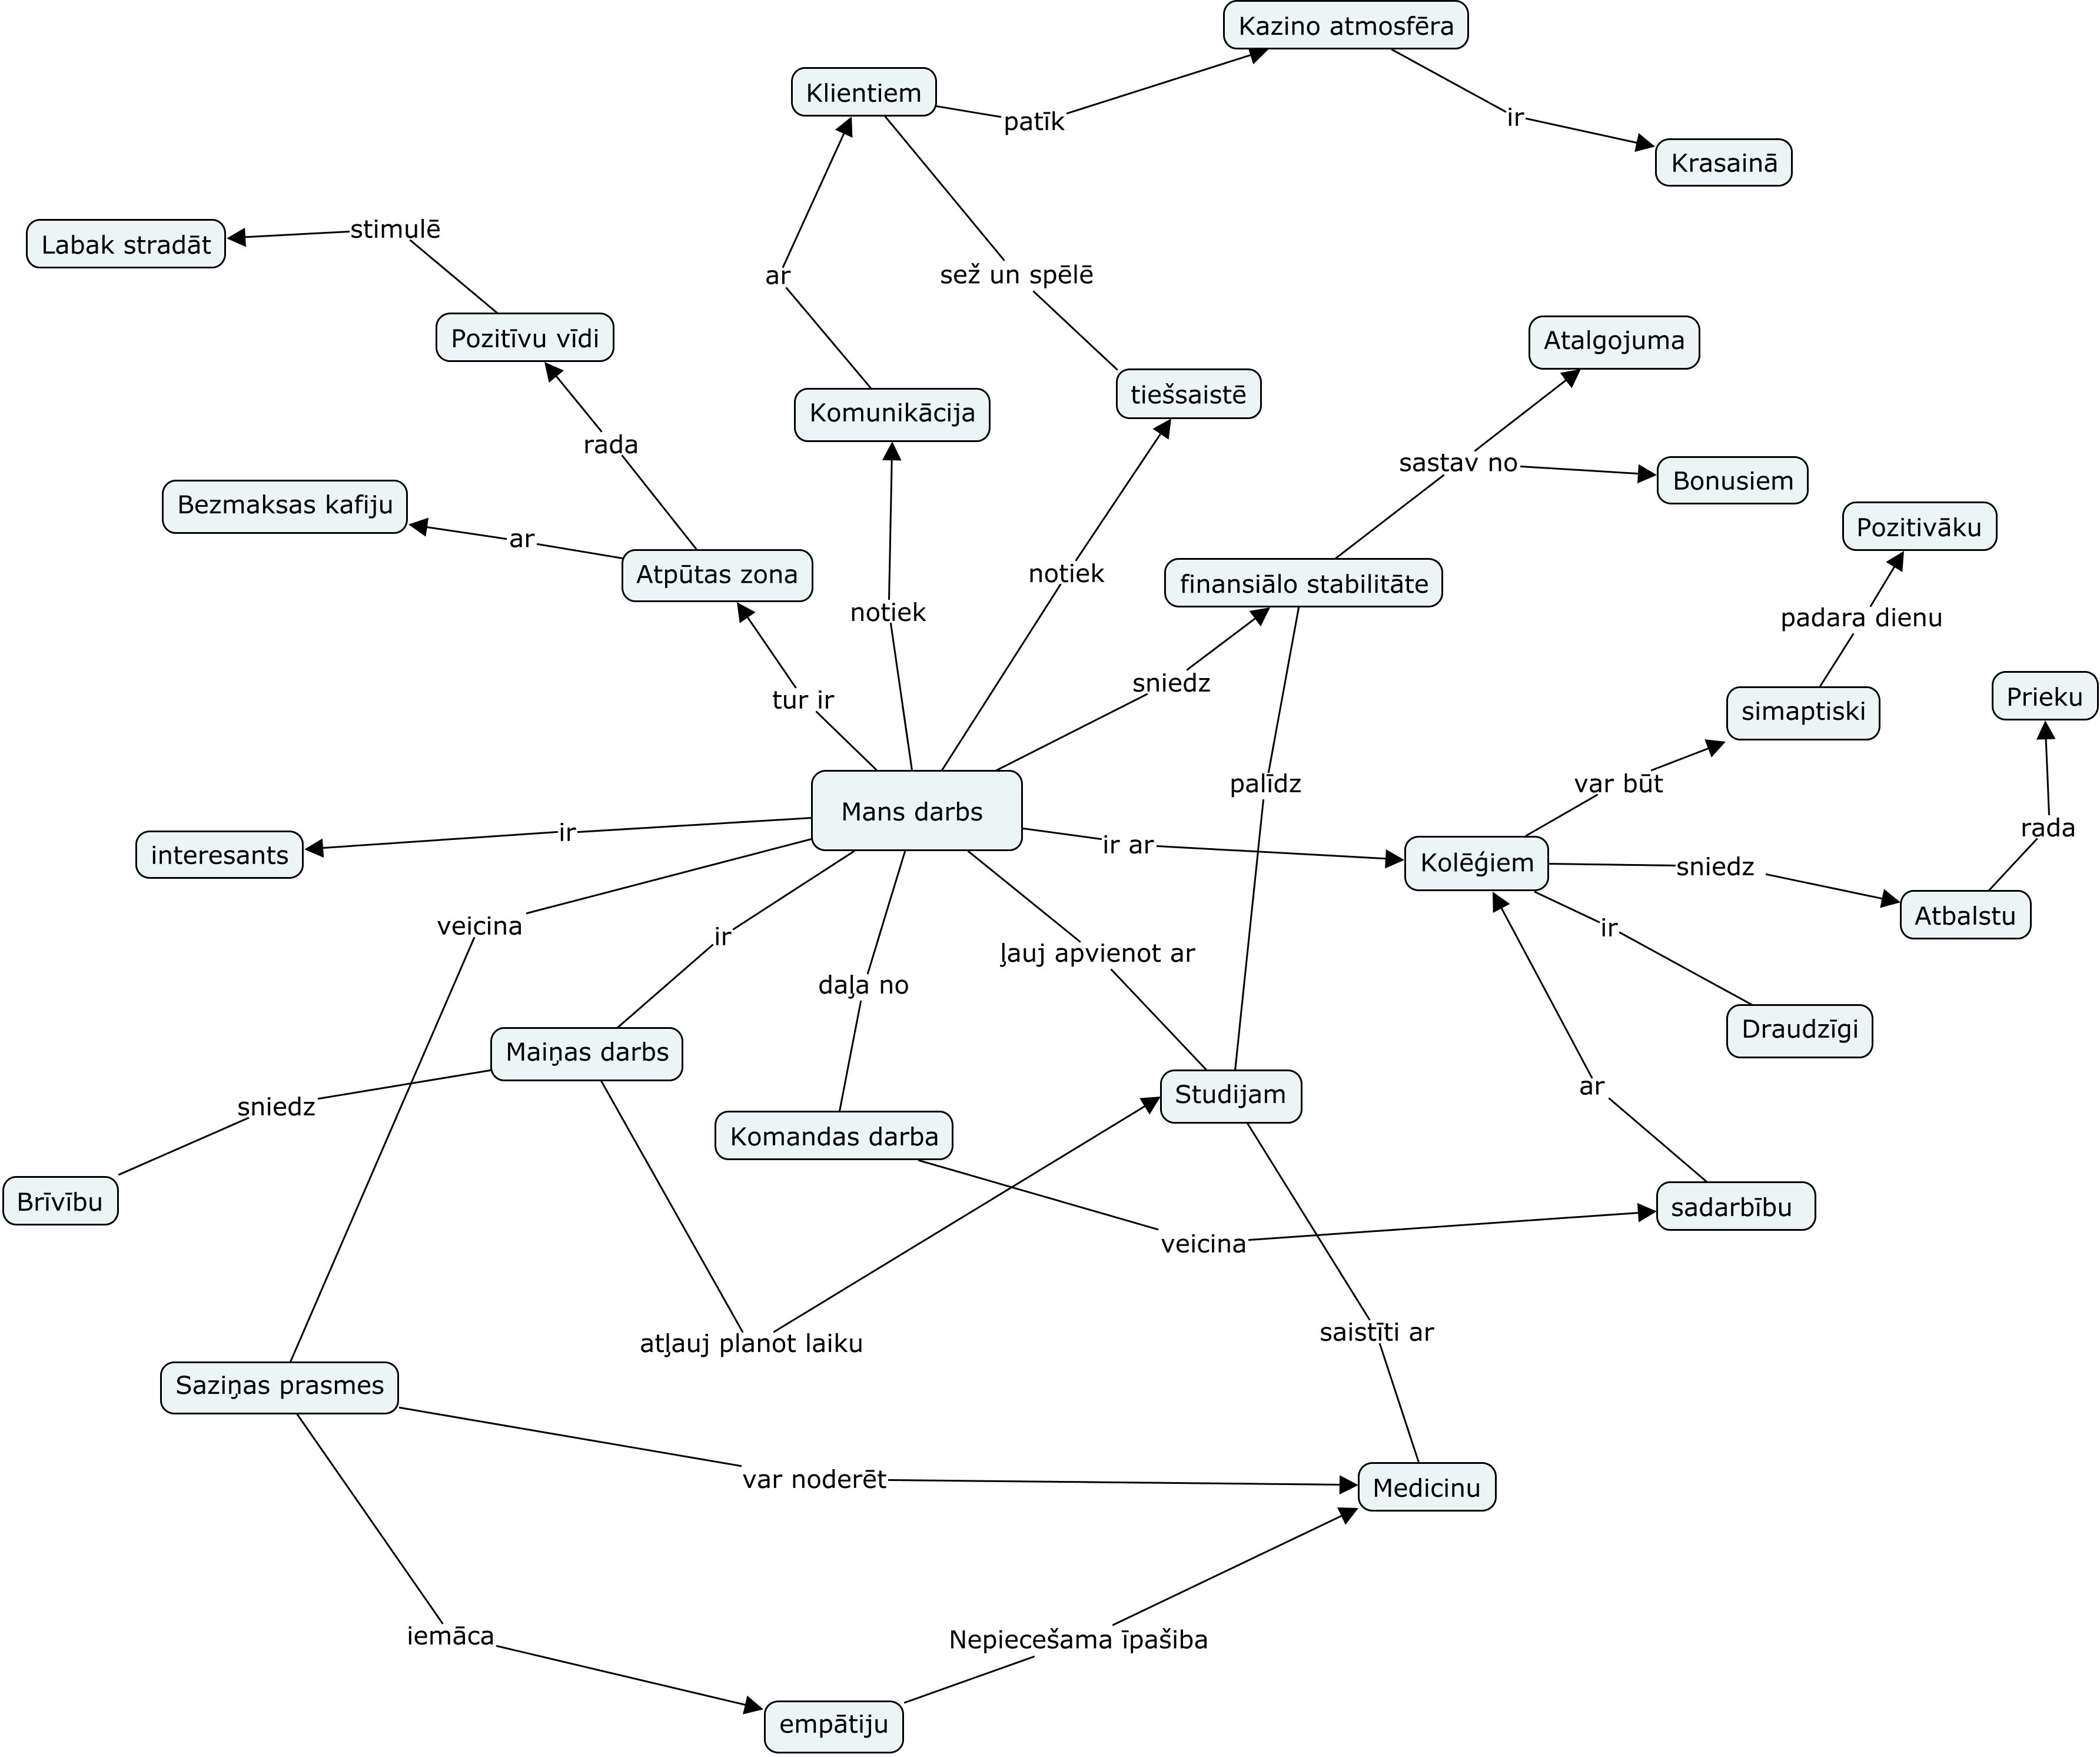 Kazino atmosfēra
Klientiem
patīk
ir
Krasainā
Labak stradāt
stimulē
ar
sež un spēlē
Pozitīvu vīdi
Atalgojuma
tiešsaistē
Komunikācija
rada
sastav no
Bonusiem
Bezmaksas kafiju
ar
Pozitivāku
Atpūtas zona
notiek
finansiālo stabilitāte
notiek
padara dienu
tur ir
sniedz
simaptiski
Prieku
palīdz
var būt
Mans darbs
rada
ir
ir ar
interesants
Kolēģiem
sniedz
Atbalstu
veicina
ir
ļauj apvienot ar
ir
daļa no
Draudzīgi
Maiņas darbs
ar
Studijam
sniedz
Komandas darba
Brīvību
sadarbību
veicina
atļauj planot laiku
saistīti ar
Saziņas prasmes
var noderēt
Medicinu
iemāca
Nepiecešama īpašiba
empātiju